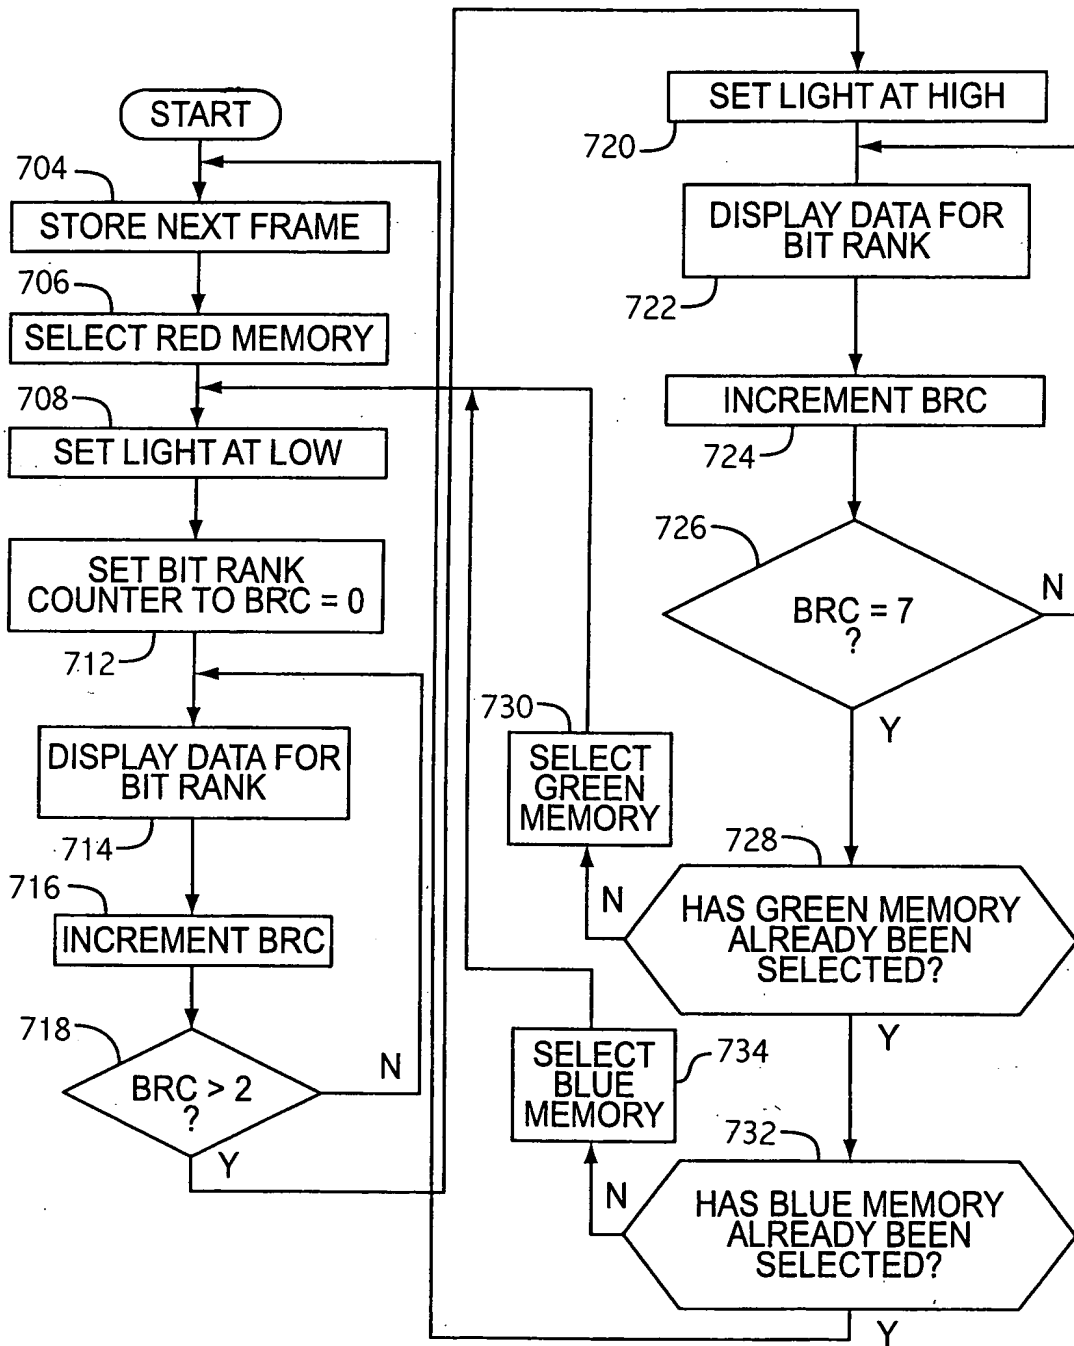 START
704
STORE NEXT FRAME
706
SELECT RED MEMORY
708
SET LIGHT AT LOW
SET BIT RANK
COUNTER TO BRC = 0
712
DISPLAY DATA FOR
BIT RANK
714
716
INCREMENT BRC
718
BRC > 2
?
N
Y
SET LIGHT AT HIGH
720
DISPLAY DATA FOR
BIT RANK
722
INCREMENT BRC
724
726
BRC = 7
?
N
Y
728
HAS GREEN MEMORY
ALREADY BEEN
SELECTED?
N
Y
730
SELECT
GREEN
MEMORY
732
HAS BLUE MEMORY
ALREADY BEEN
SELECTED?
N
Y
734
SELECT
BLUE
MEMORY